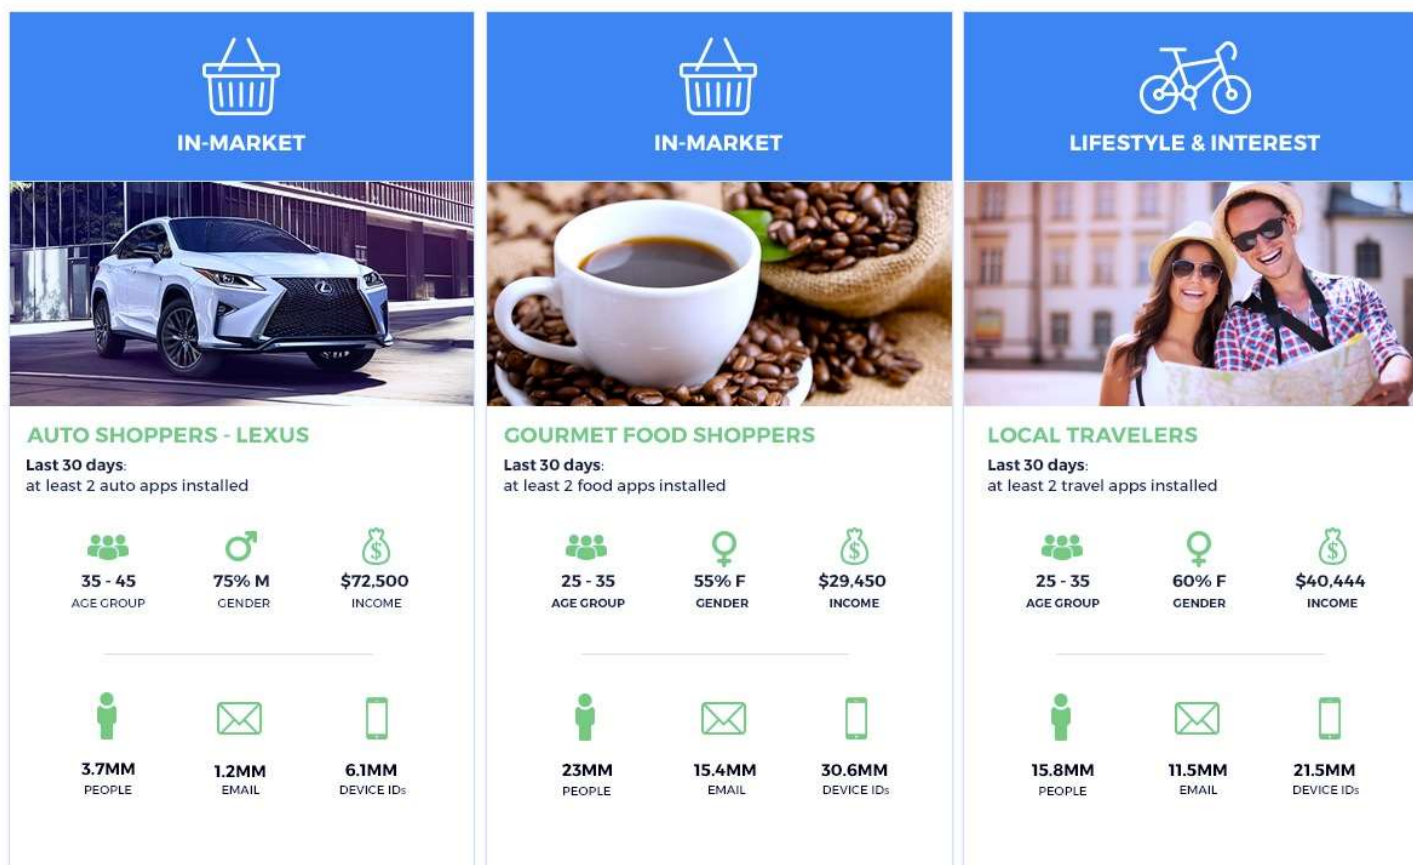 IN-MARKET
AUTO SHOPPERS - LEXUS
Last 30 days:
at least 2 auto apps installed
35 - 45
AGE GROUP
75% M
GENDER
$72,500
INCOME
3.7MM
PEOPLE
1.2MM
EMAIL
6.1MM
DEVICE IDs
IN-MARKET
GOURMET FOOD SHOPPERS
Last 30 days:
at least 2 food apps installed
25 - 35
AGE GROUP
55% F
GENDER
$29,450
INCOME
23MM
PEOPLE
15.4MM
EMAIL
30.6MM
DEVICE IDs
LIFESTYLE & INTEREST
LOCAL TRAVELERS
Last 30 days:
at least 2 travel apps installed
25 - 35
AGE GROUP
60% F
GENDER
$40,444
INCOME
15.8MM
PEOPLE
11.5MM
EMAIL
21.5MM
DEVICE IDs